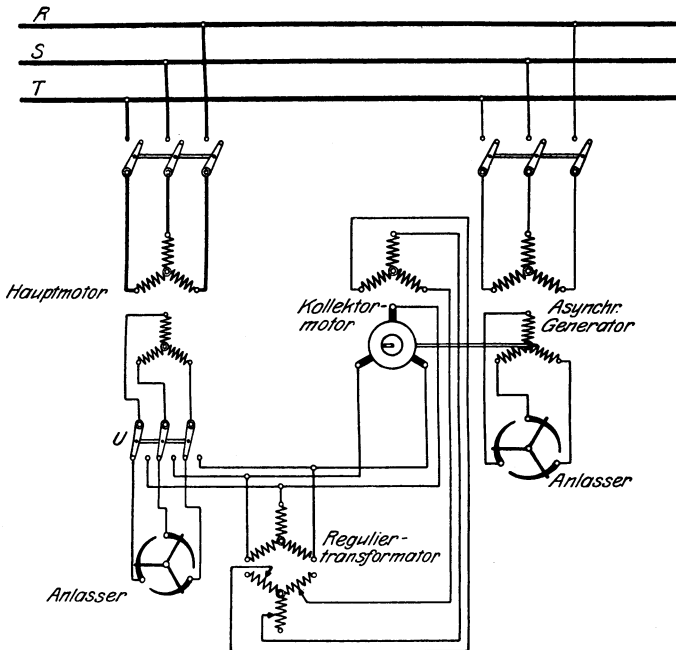 R
S
T
Hauptmotor
Kollektor-
motor
Asynchr.
Generator
U
Anlasser
Regulier-
transformator
Anlasser